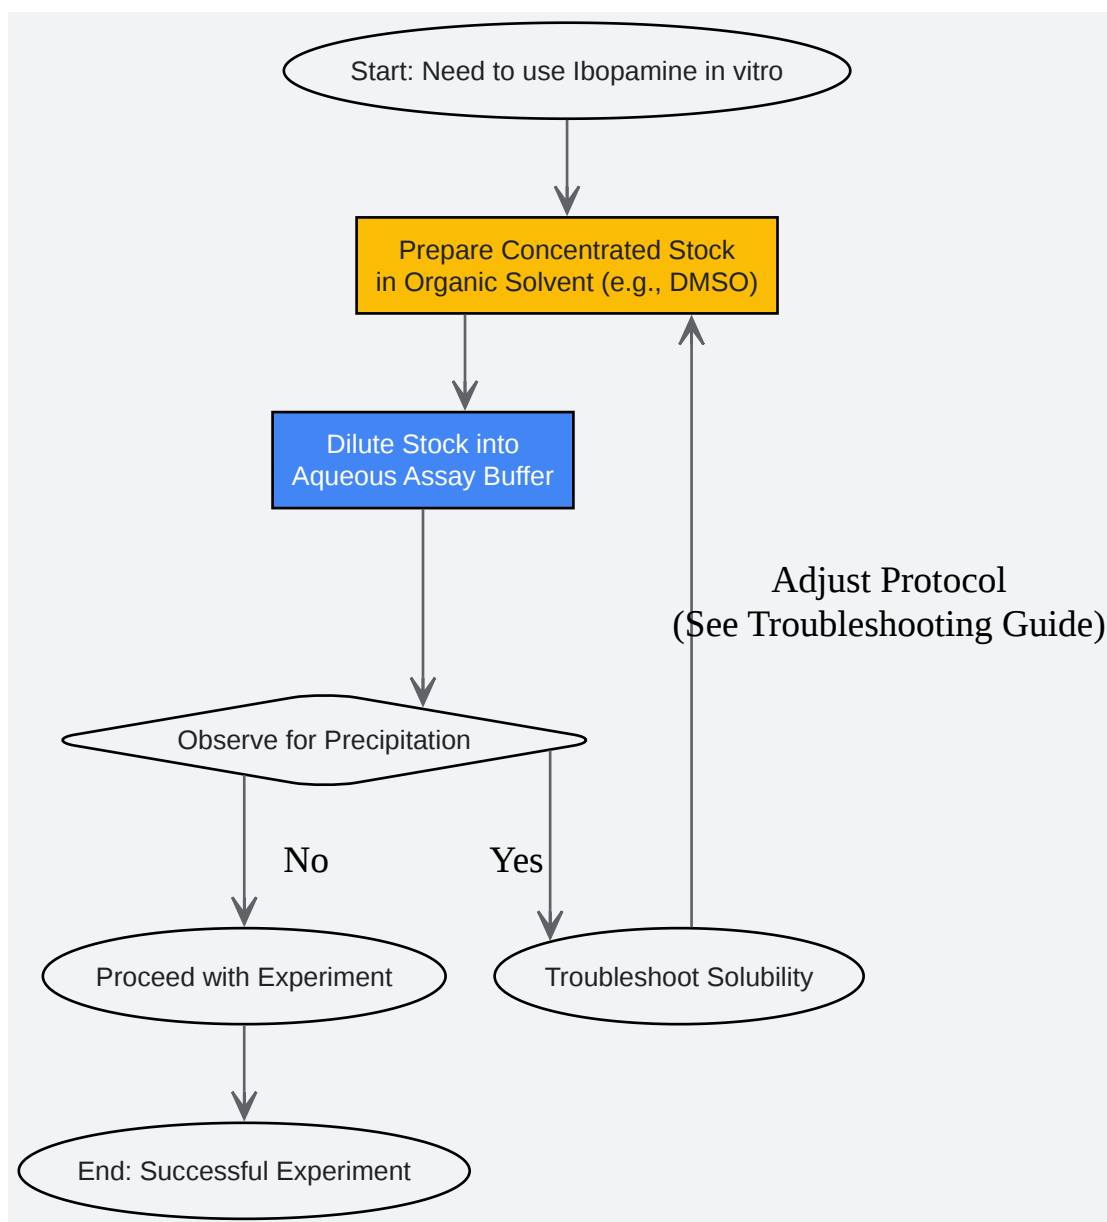 Start: Need to use Ibopamine in vitro
Prepare Concentrated Stock
in Organic Solvent (e.g., DMSO)
Dilute Stock into
Aqueous Assay Buffer
Adjust Protocol
(See Troubleshooting Guide)
Observe for Precipitation
No
Yes
Proceed with Experiment
Troubleshoot Solubility
End: Successful Experiment